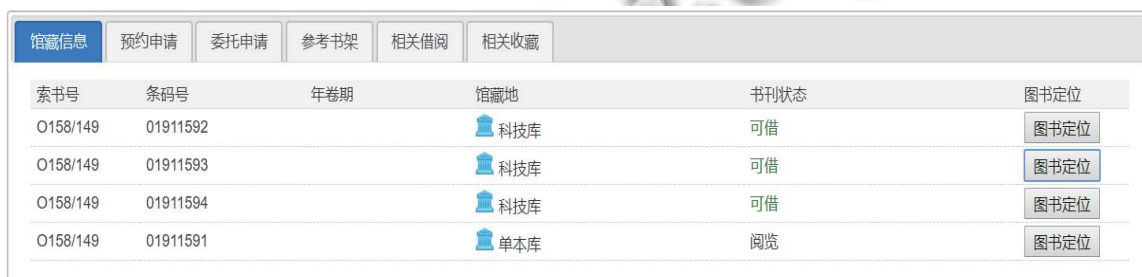 馆藏信息 预约申请 委托申请 参考书架 相关借阅 相关收藏
索书号 条码号 年卷期 馆藏地 书刊状态 图书定位
O158/149 01911592 科技库 可借 图书定位
O158/149 01911593 科技库 可借 图书定位
O158/149 01911594 科技库 可借 图书定位
O158/149 01911591 单本库 阅览 图书定位